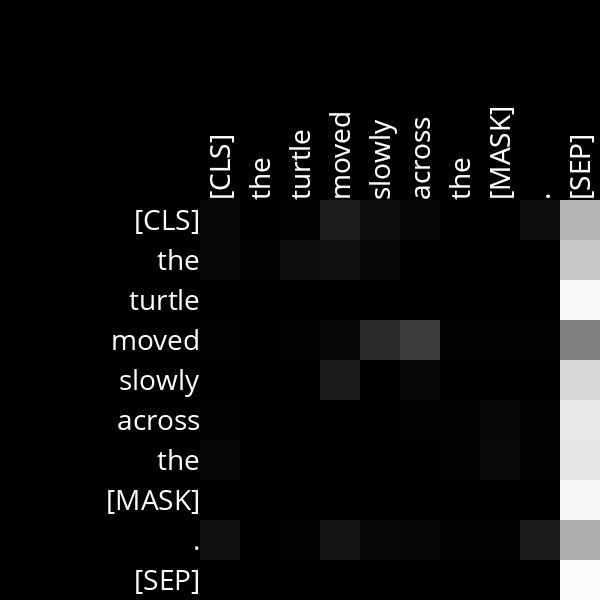 [CLS]
the
turtle
moved
slowly
across
the
[MASK]
.
[SEP]
[CLS]
the
turtle
moved
slowly
across
the
[MASK]
.
[SEP]